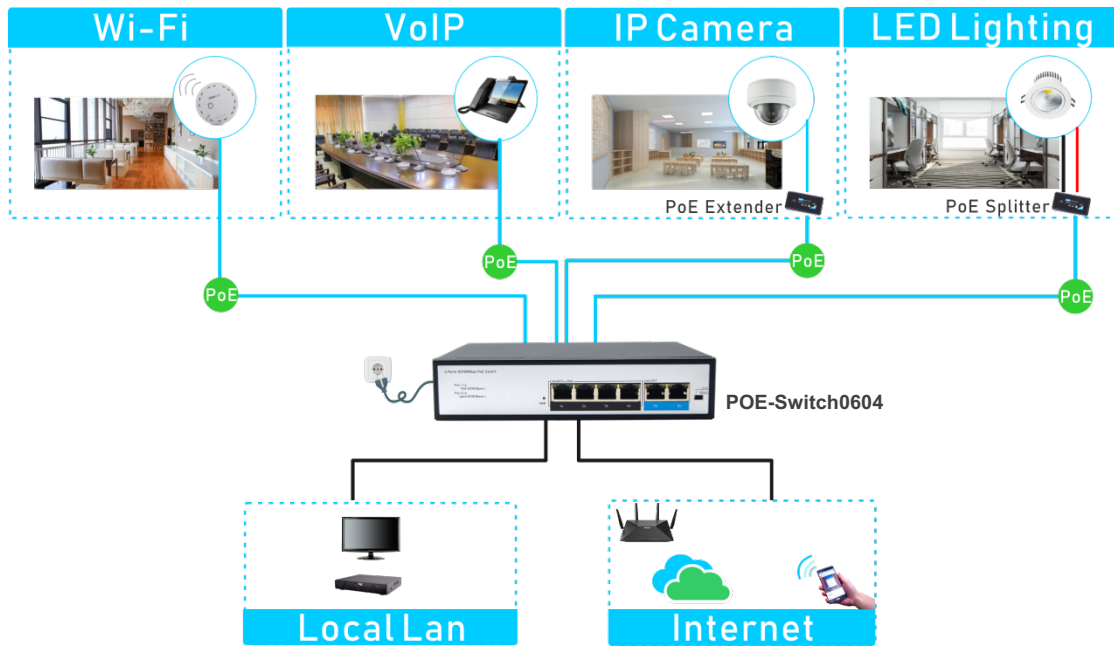 Wi-Fi
VoIP
IP Camera
LED Lighting
PoE Extender
PoE Splitter
PoE
PoE
PoE
PoE
POE-Switch0604
Local Lan
Internet